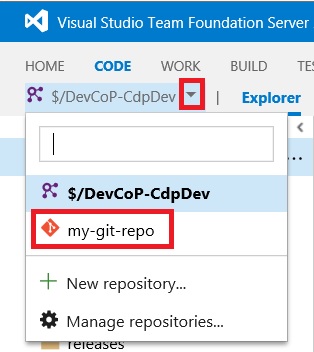 Visual Studio Team Foundation Server
HOME CODE WORK BUILD
$/DevCoP-CdpDev | Explorer
...
$/DevCoP-CdpDev
my-git-repo
+ New repository...
Manage repositories...
releases